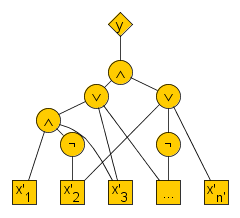 y
∧
∨ ∨
∧
¬ ¬
x'1 x'2 x'3 ... x'n'